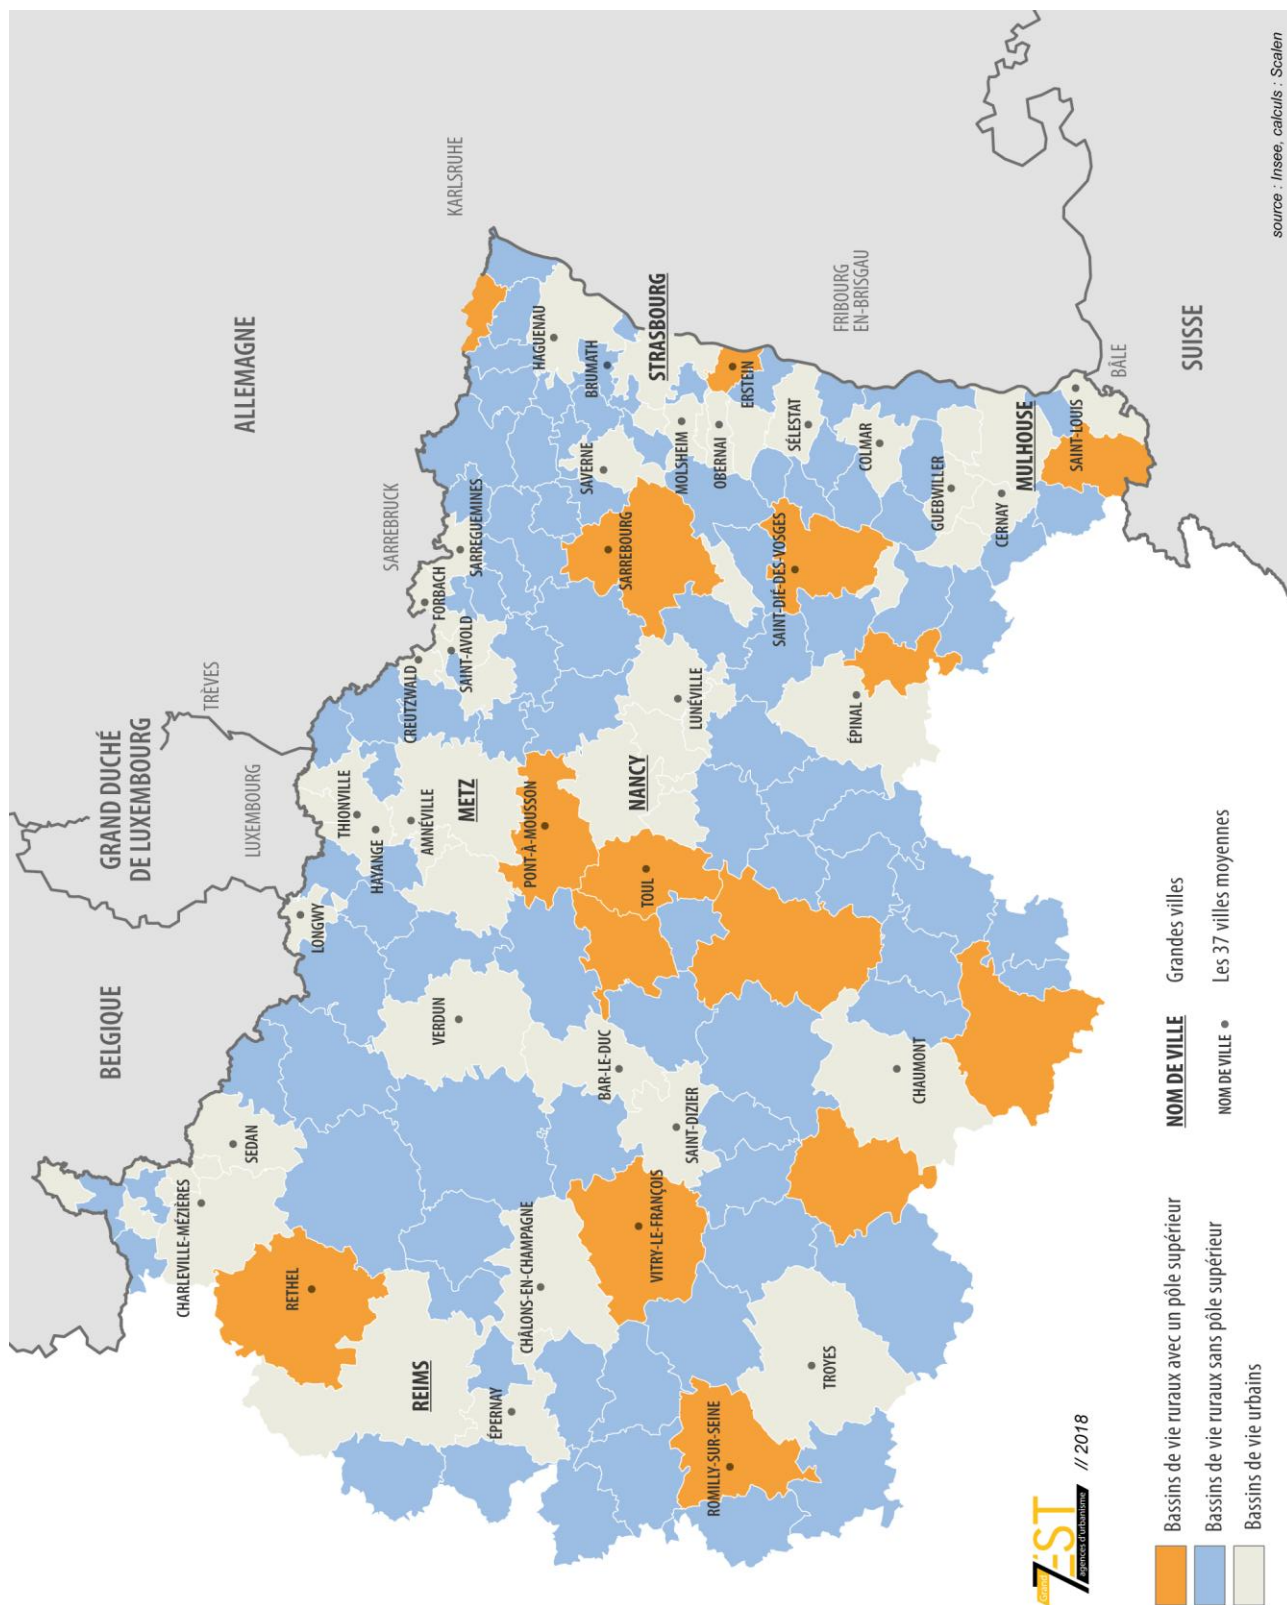 BELGIQUE
GRAND DUCHÉ
DE LUXEMBOURG
LUXEMBOURG
TRÈVES
ALLEMAGNE
SARREBRUCK
KARLSRUHE
FRIBOURG
EN-BRISGAU
BÂLE
SUISSE
CHARLEVILLE-MÉZIÈRES
SEDAN
RETHEL
REIMS
ÉPERNAY
CHÂLONS-EN-CHAMPAGNE
VITRY-LE-FRANÇOIS
ROMILLY-SUR-SEINE
TROYES
SAINT-DIZIER
BAR-LE-DUC
CHAUMONT
VERDUN
LONGWY
THIONVILLE
HAYANGE
AMNÉVILLE
METZ
PONT-À-MOUSSON
TOUL
NANCY
LUNÉVILLE
ÉPINAL
CREUTZWALD
SAINT-AVOLD
FORBACH
SARREGUEMINES
SARREBOURG
SAINT-DIÉ-DES-VOSGES
SAVERNE
HAGUENAU
BRUMATH
STRASBOURG
MOLSHEIM
OBERNAI
ERSTEIN
SÉLESTAT
COLMAR
GUEBWILLER
CERNAY
MULHOUSE
SAINT-LOUIS
Grand
7'EST
agences d'urbanisme
// 2018
Bassins de vie ruraux avec un pôle supérieur
Bassins de vie ruraux sans pôle supérieur
Bassins de vie urbains
NOM DE VILLE Grandes villes
NOM DE VILLE • Les 37 villes moyennes
source : Insee, calculs : Scalen